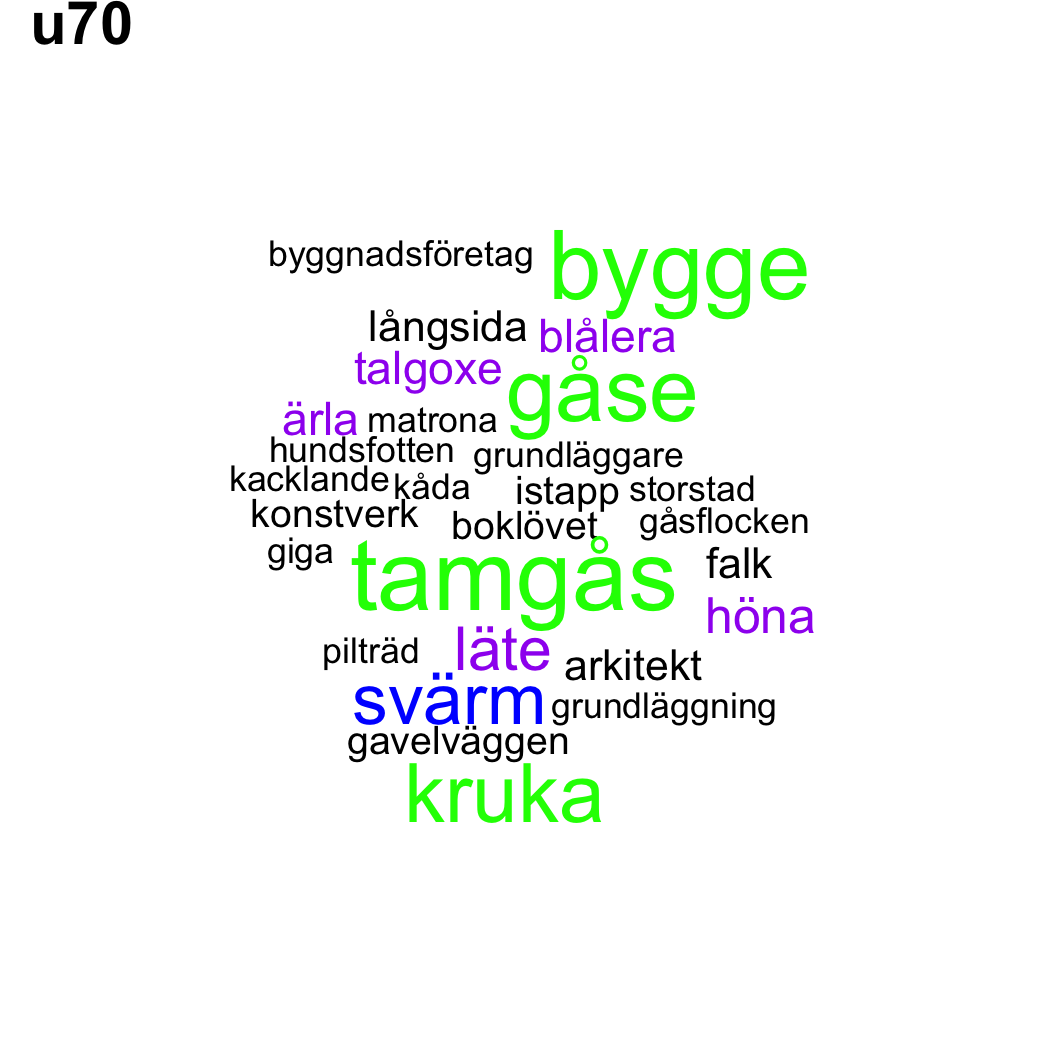 u70
byggnadsföretag bygge
långsida blålera
talgoxe gåse
ärla matrona
hundsfotten grundläggare
kacklande kåda istapp storstad
konstverk boklövet gåsflocken
giga tamgås falk
höna
pilträd läte arkitekt
svärm grundläggning
gavelväggen
kruka